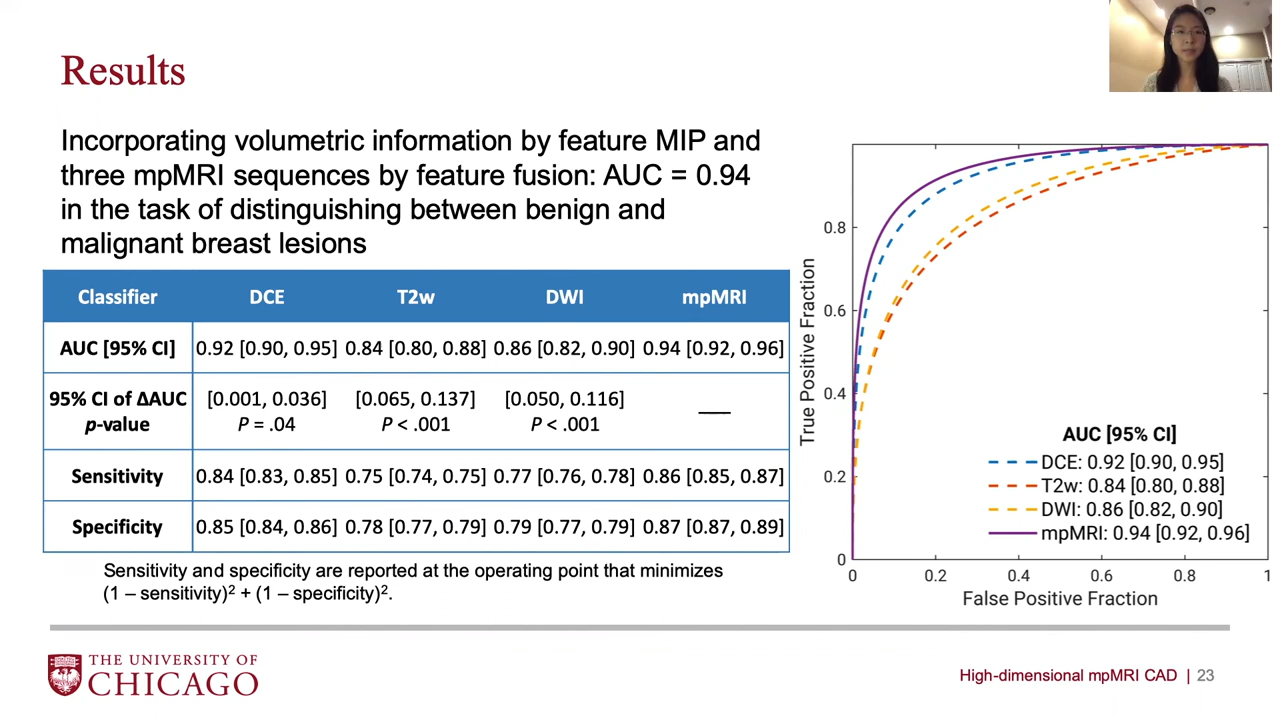 Results
Incorporating volumetric information by feature MIP and
three mpMRI sequences by feature fusion: AUC = 0.94
in the task of distinguishing between benign and
malignant breast lesions
Classifier DCE T2w DWI mpMRI
AUC [95% CI] 0.92 [0.90, 0.95] 0.84 [0.80, 0.88] 0.86 [0.82, 0.90] 0.94 [0.92, 0.96]
95% CI of ΔAUC [0.001, 0.036] [0.065, 0.137] [0.050, 0.116] —
p-value P = .04 P < .001 P < .001
Sensitivity 0.84 [0.83, 0.85] 0.75 [0.74, 0.75] 0.77 [0.76, 0.78] 0.86 [0.85, 0.87]
Specificity 0.85 [0.84, 0.86] 0.78 [0.77, 0.79] 0.79 [0.77, 0.79] 0.87 [0.87, 0.89]
Sensitivity and specificity are reported at the operating point that minimizes
(1 – sensitivity)² + (1 – specificity)².
True Positive Fraction
0.8
0.6
0.4
0.2
0
0 0.2 0.4 0.6 0.8 1
False Positive Fraction
AUC [95% CI]
DCE: 0.92 [0.90, 0.95]
T2w: 0.84 [0.80, 0.88]
DWI: 0.86 [0.82, 0.90]
mpMRI: 0.94 [0.92, 0.96]
THE UNIVERSITY OF
CHICAGO
High-dimensional mpMRI CAD | 23